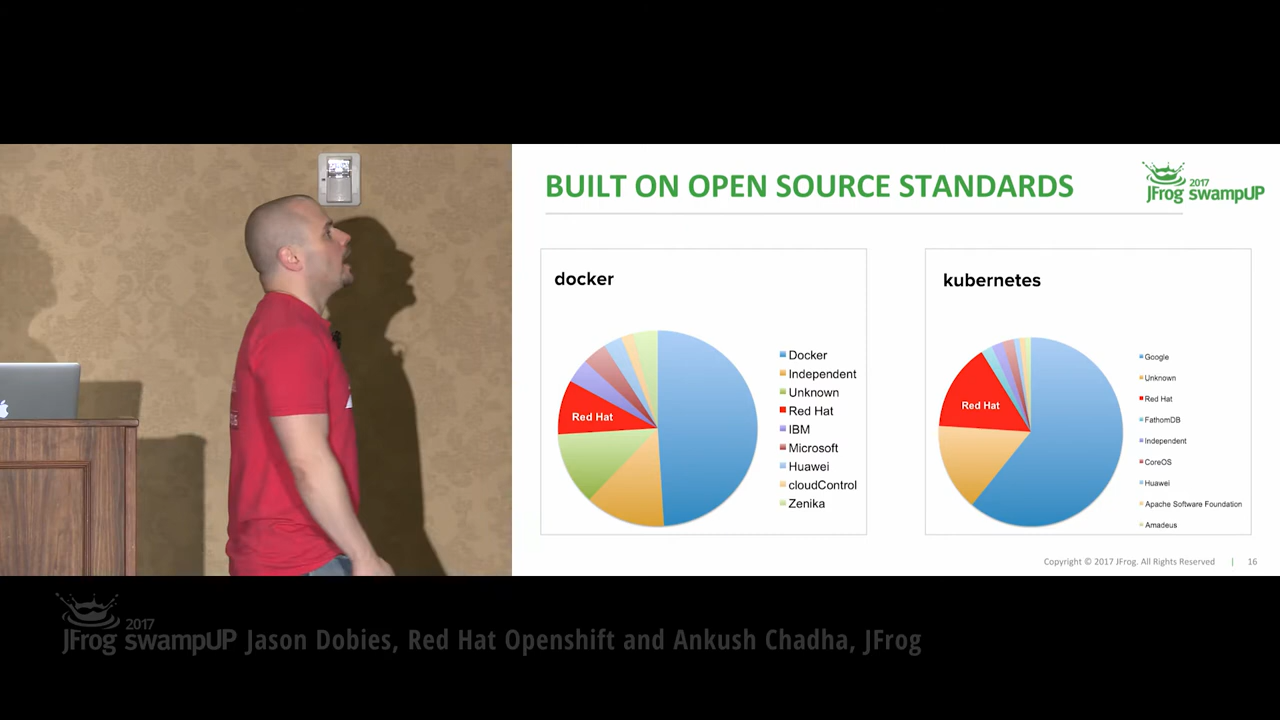 BUILT ON OPEN SOURCE STANDARDS
2017
JFrog swampUP
docker
Red Hat
Docker
Independent
Unknown
Red Hat
IBM
Microsoft
Huawei
cloudControl
Zenika
kubernetes
Red Hat
Google
Unknown
Red Hat
FathomDB
Independent
CoreOS
Huawei
Apache Software Foundation
Amadeus
Copyright © 2017 JFrog. All Rights Reserved | 16
2017
JFrog swampUP Jason Dobies, Red Hat Openshift and Ankush Chadha, JFrog